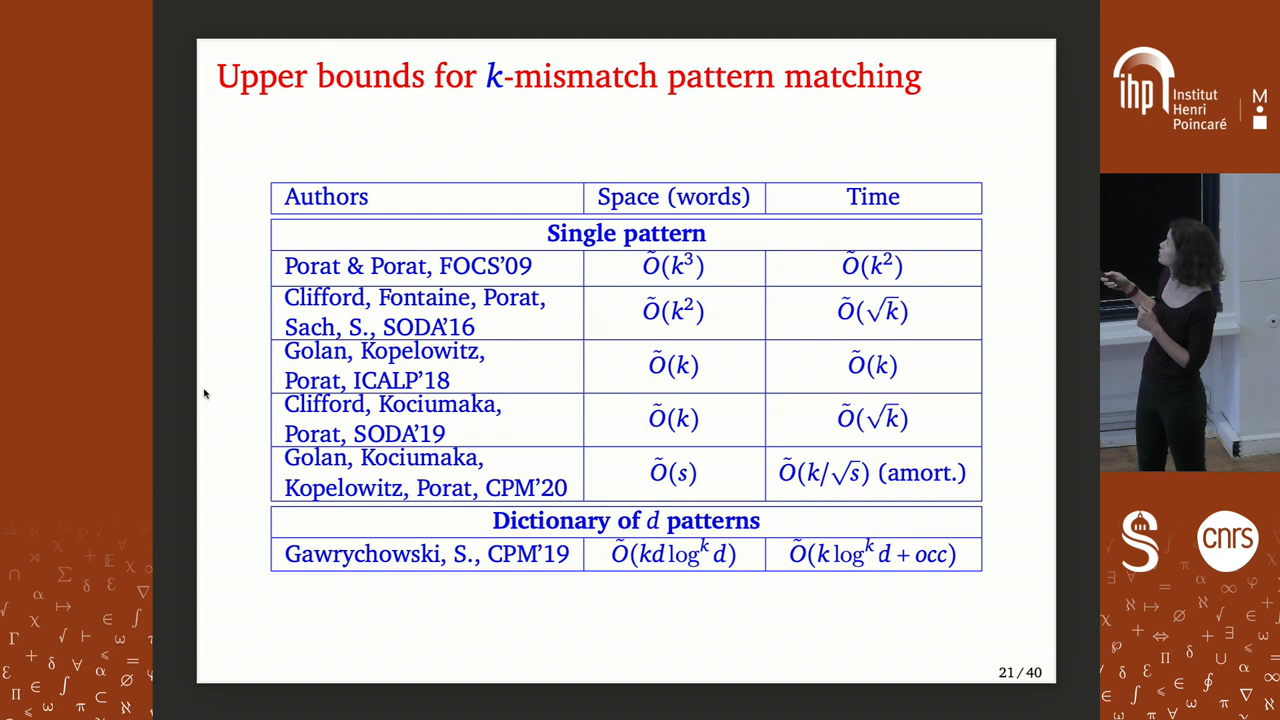 Upper bounds for k-mismatch pattern matching
Authors Space (words) Time
Single pattern
Porat & Porat, FOCS’09 Õ(k³) Õ(k²)
Clifford, Fontaine, Porat,
Sach, S., SODA’16 Õ(k²) Õ(√k)
Golan, Kopelowitz,
Porat, ICALP’18 Õ(k) Õ(k)
Clifford, Kociumaka,
Porat, SODA’19 Õ(k) Õ(√k)
Golan, Kociumaka,
Kopelowitz, Porat, CPM’20 Õ(s) Õ(k/√s) (amort.)
Dictionary of d patterns
Gawrychowski, S., CPM’19 Õ(kd logᵏ d) Õ(k logᵏ d + occ)
21/40
ihp
Institut
Henri
Poincaré
M
S
cnrs